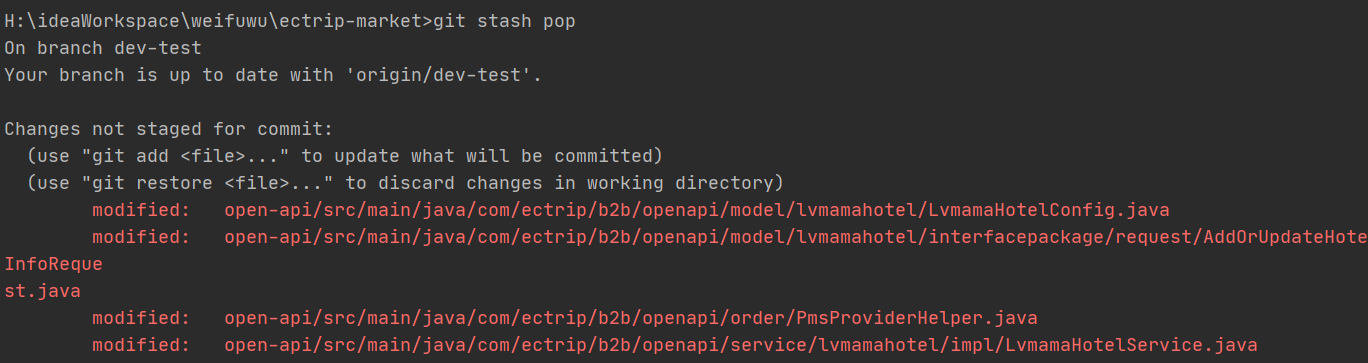 H:\ideaWorkspace\weifuwu\ectrip-market>git stash pop
On branch dev-test
Your branch is up to date with 'origin/dev-test'.
Changes not staged for commit:
(use "git add <file>..." to update what will be committed)
(use "git restore <file>..." to discard changes in working directory)
modified:   open-api/src/main/java/com/ectrip/b2b/openapi/model/lvmamahotel/LvmamaHotelConfig.java
modified:   open-api/src/main/java/com/ectrip/b2b/openapi/model/lvmamahotel/interfacepackage/request/AddOrUpdateHote
InfoReque
st.java
modified:   open-api/src/main/java/com/ectrip/b2b/openapi/order/PmsProviderHelper.java
modified:   open-api/src/main/java/com/ectrip/b2b/openapi/service/lvmamahotel/impl/LvmamaHotelService.java